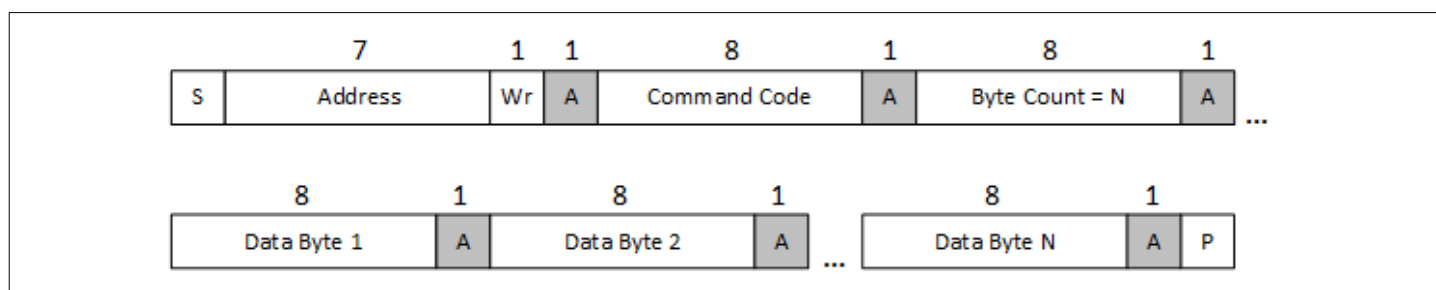 7 1 1 8 1 8 1
S Address Wr A Command Code A Byte Count = N A ...
8 1 8 1 8 1
Data Byte 1 A Data Byte 2 A ... Data Byte N A P